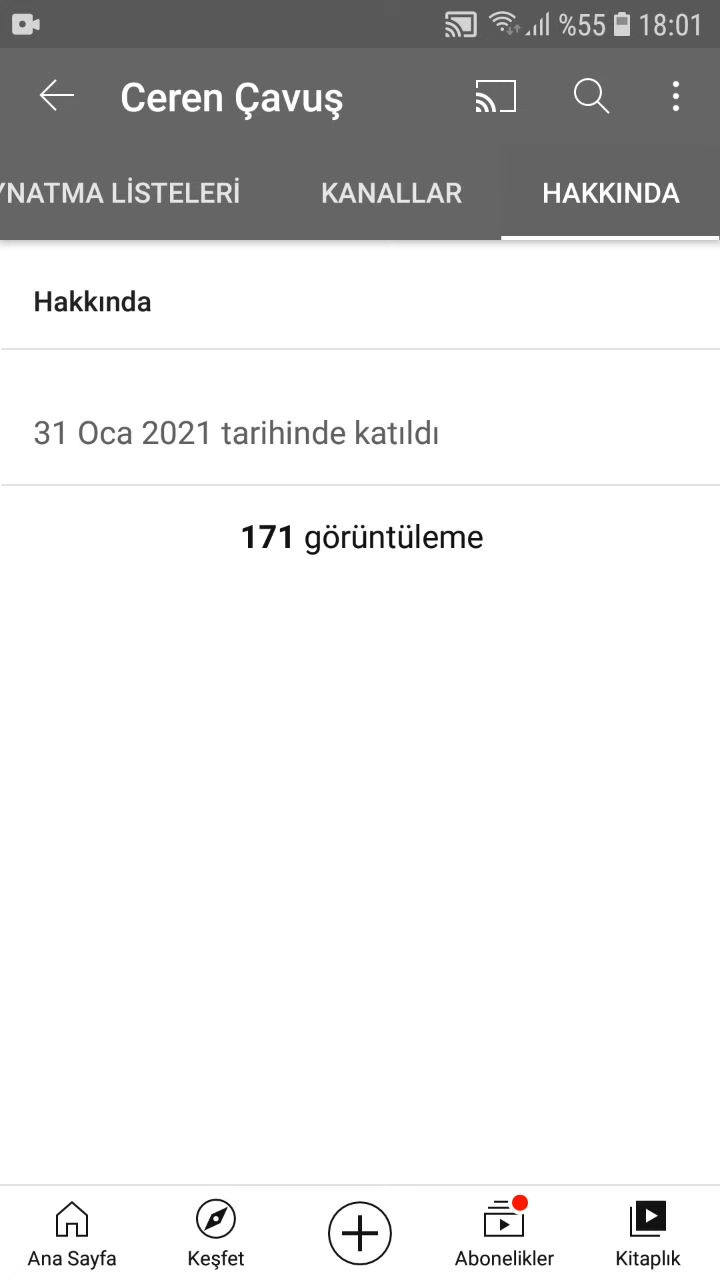 %55 18:01
Ceren Çavuş
YNATMA LİSTELERİ KANALLAR HAKKINDA
Hakkında
31 Oca 2021 tarihinde katıldı
171 görüntüleme
Ana Sayfa Keşfet Abonelikler Kitaplık